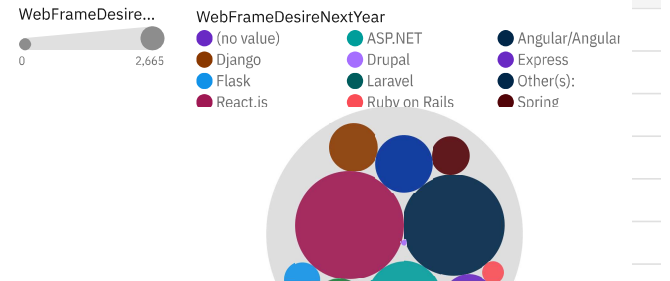 WebFrameDesire...
0 2,665
WebFrameDesireNextYear
(no value) ASP.NET Angular/Angular
Django Drupal Express
Flask Laravel Other(s):
React.js Ruby on Rails Spring